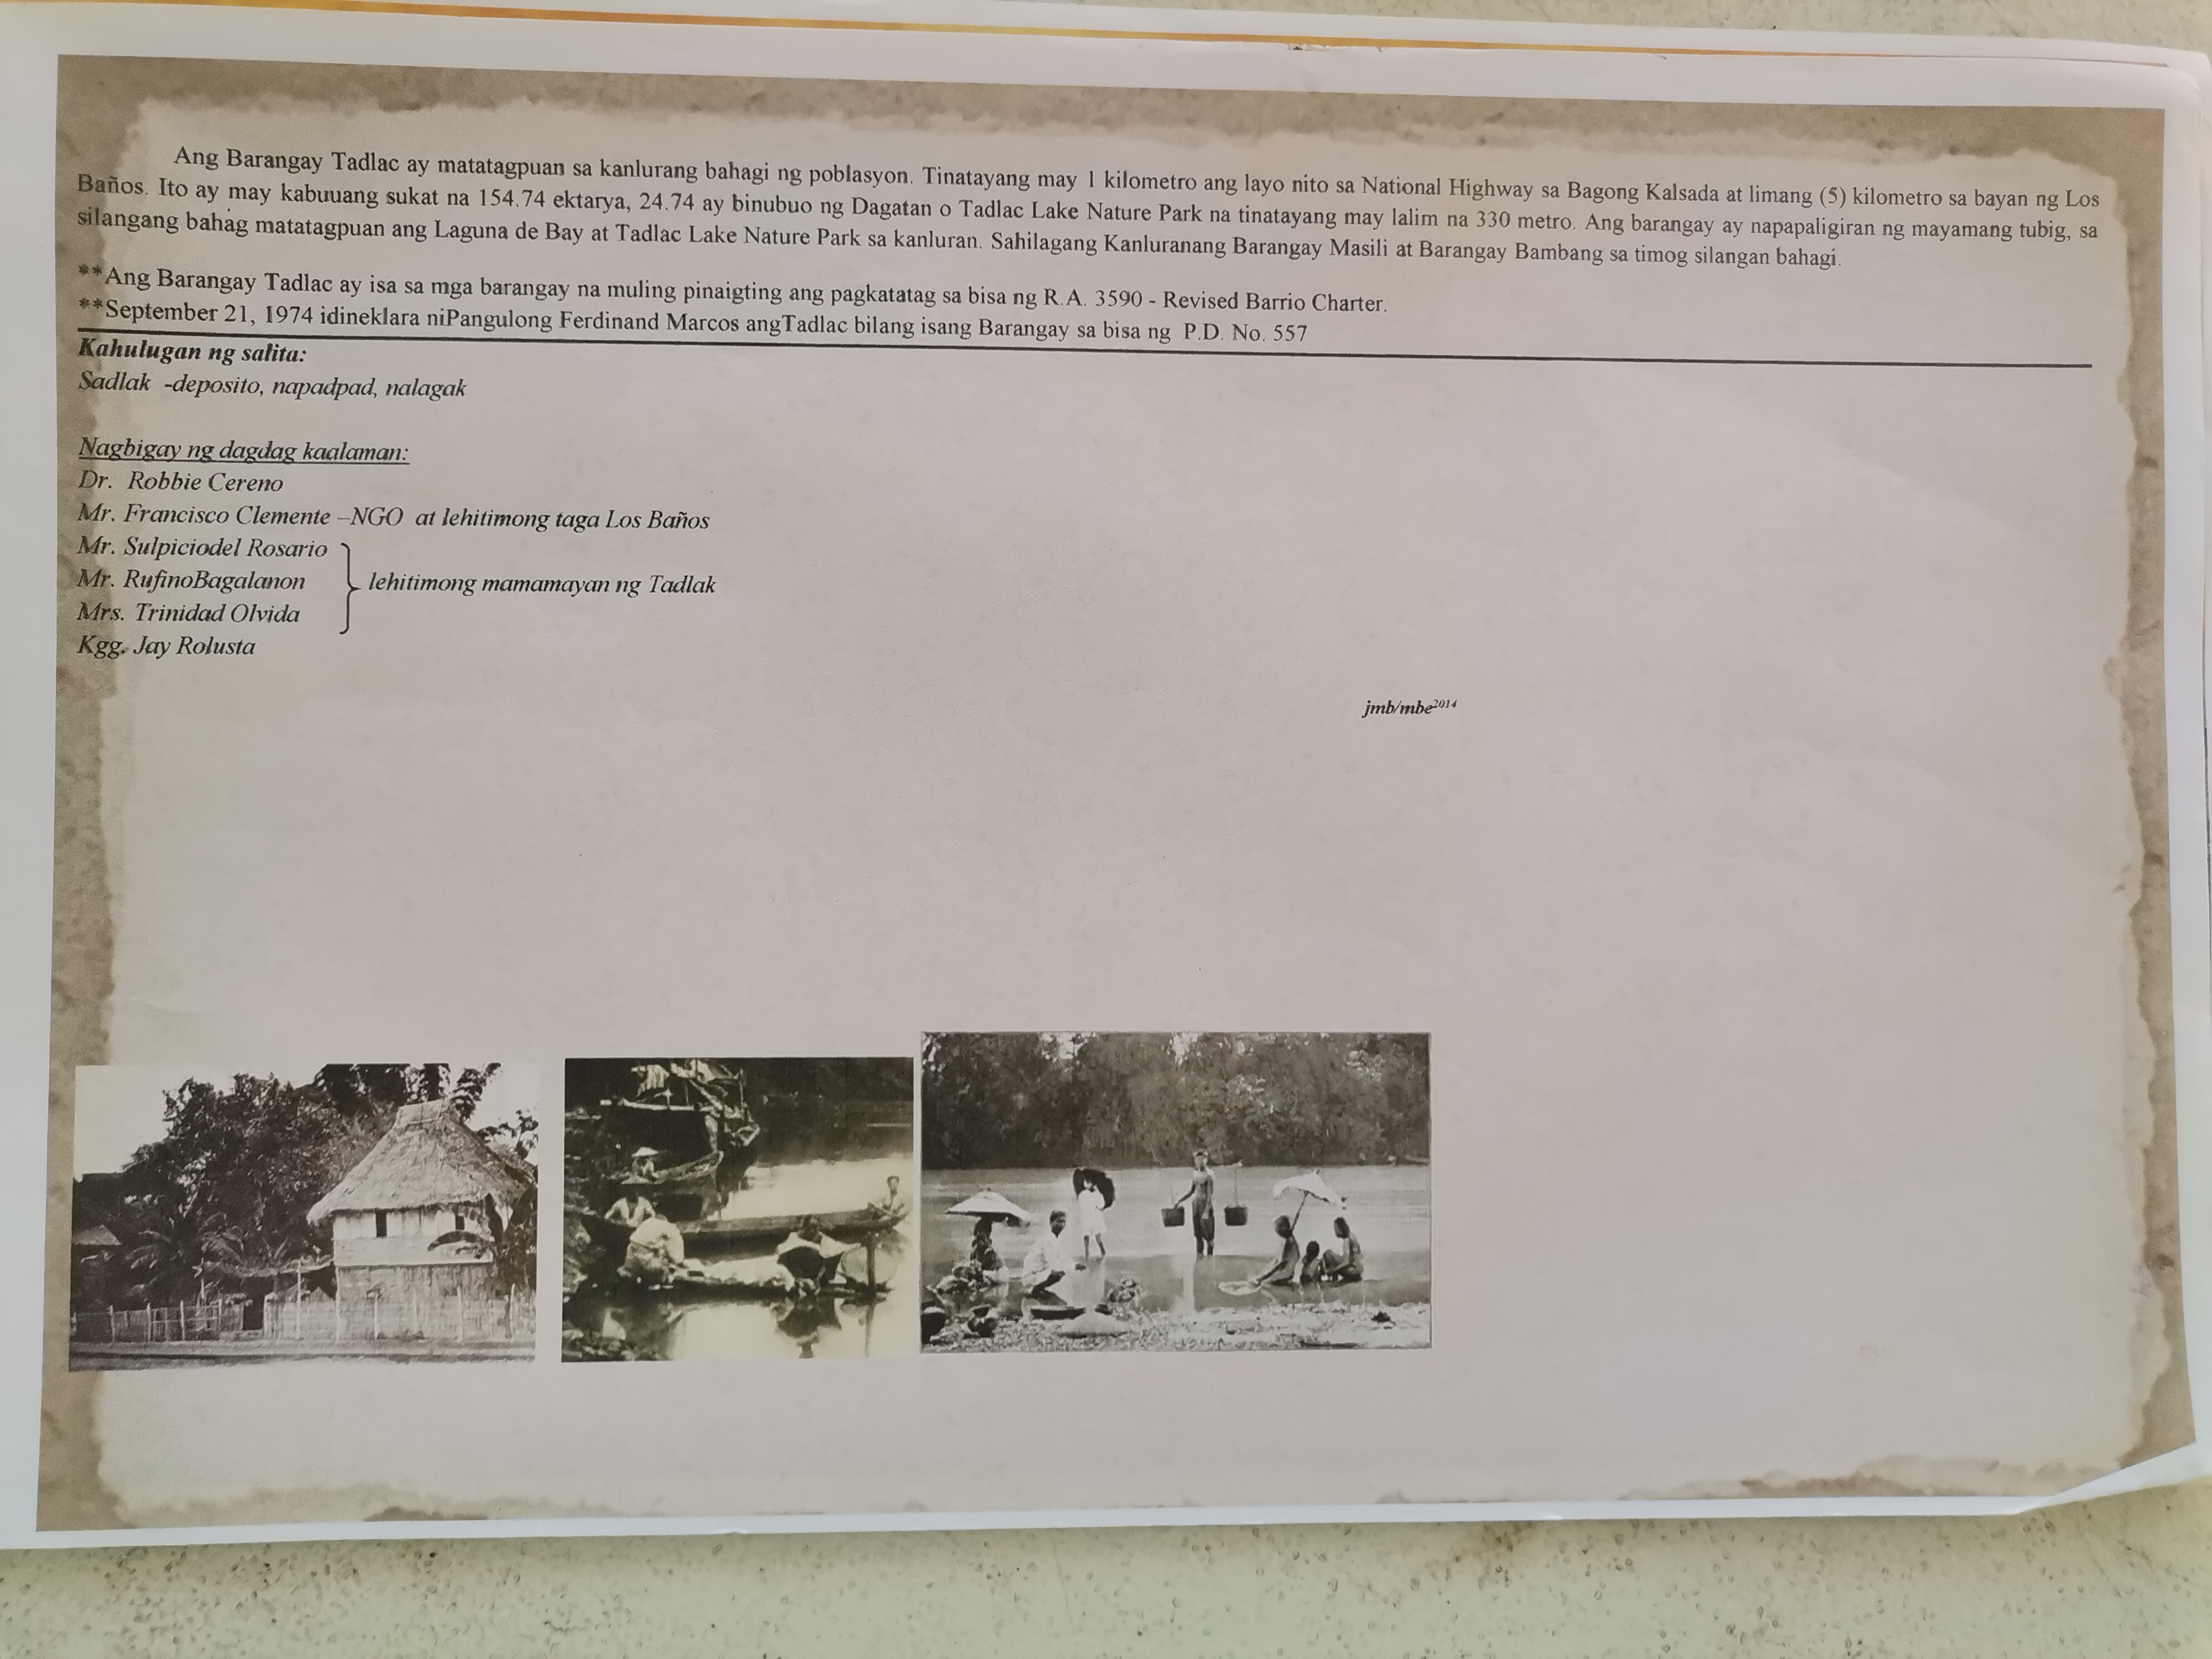 Ang Barangay Tadlac ay matatagpuan sa kanlurang bahagi ng poblasyon. Tinatayang may 1 kilometro ang layo nito sa National Highway sa Bagong Kalsada at limang (5) kilometro sa bayan ng Los
Baños. Ito ay may kabuuang sukat na 154.74 ektarya, 24.74 ay binubuo ng Dagatan o Tadlac Lake Nature Park na tinatayang may lalim na 330 metro. Ang barangay ay napapaligiran ng mayamang tubig, sa
silangang bahag matatagpuan ang Laguna de Bay at Tadlac Lake Nature Park sa kanluran. Sahilagang Kanluranang Barangay Masili at Barangay Bambang sa timog silangan bahagi.
**Ang Barangay Tadlac ay isa sa mga barangay na muling pinaigting ang pagkatatag sa bisa ng R.A. 3590 - Revised Barrio Charter.
**September 21, 1974 idineklara niPangulong Ferdinand Marcos angTadlac bilang isang Barangay sa bisa ng P.D. No. 557
Kahulugan ng salita:
Sadlak -deposito, napadpad, nalagak
Nagbigay ng dagdag kaalaman:
Dr. Robbie Cereno
Mr. Francisco Clemente –NGO at lehitimong taga Los Baños
Mr. Sulpiciodel Rosario
Mr. RufinoBagalanon lehitimong mamamayan ng Tadlak
Mrs. Trinidad Olvida
Kgg. Jay Rolusta
jmb/mbe2014